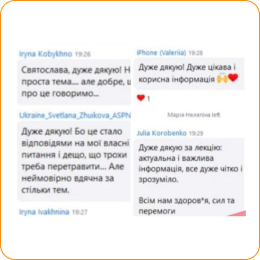 Iryna Kobykhno 19:26
Святослава, дуже дякую! Н
проста тема.... але добре, щ
про це говоримо...
Ukraine_Svetlana_Zhuikova_ASPN
Дуже дякую! Бо це стало
відповідями на мої власні
питання і дещо, що трохи
треба перетравити... Але
неймовірно вдячна за
стільки тем.
Iryna Ivakhnina 19:27
iPhone (Valeriia) 19:28
Дуже дякую! Дуже цікава і
корисна інформація 🙌❤️
❤️ 1
left
Julia Korobenko 19:29
Дуже дякую за лекцію:
актуальна і важлива
інформація, все дуже чітко і
зрозуміло.
Всім нам здоров*я, сил та
перемоги